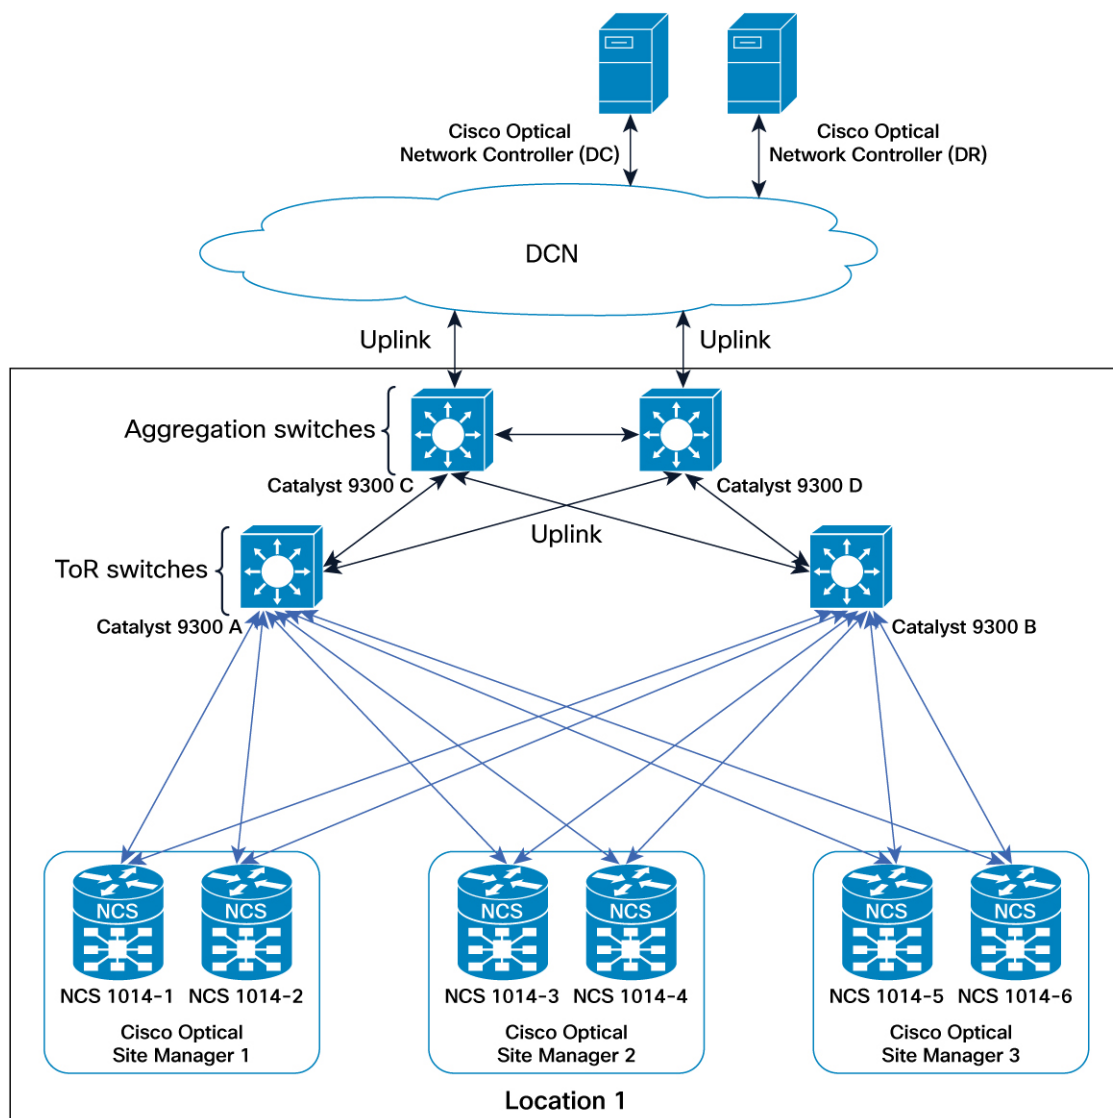 Cisco Optical
Network Controller (DC)
Cisco Optical
Network Controller (DR)
DCN
Uplink
Uplink
Aggregation switches
Catalyst 9300 C
Catalyst 9300 D
Uplink
ToR switches
Catalyst 9300 A
Catalyst 9300 B
NCS
NCS
NCS
NCS
NCS
NCS
NCS 1014-1
NCS 1014-2
NCS 1014-3
NCS 1014-4
NCS 1014-5
NCS 1014-6
Cisco Optical
Site Manager 1
Cisco Optical
Site Manager 2
Cisco Optical
Site Manager 3
Location 1